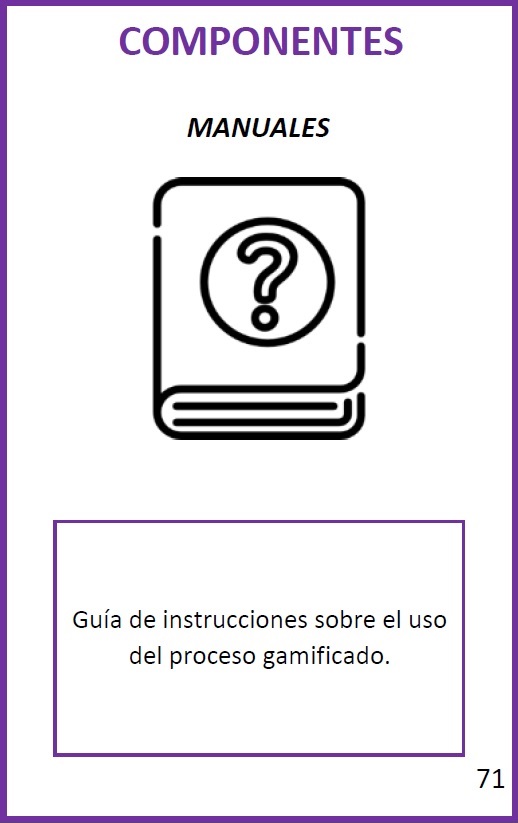 COMPONENTES
MANUALES
Guía de instrucciones sobre el uso
del proceso gamificado.
71